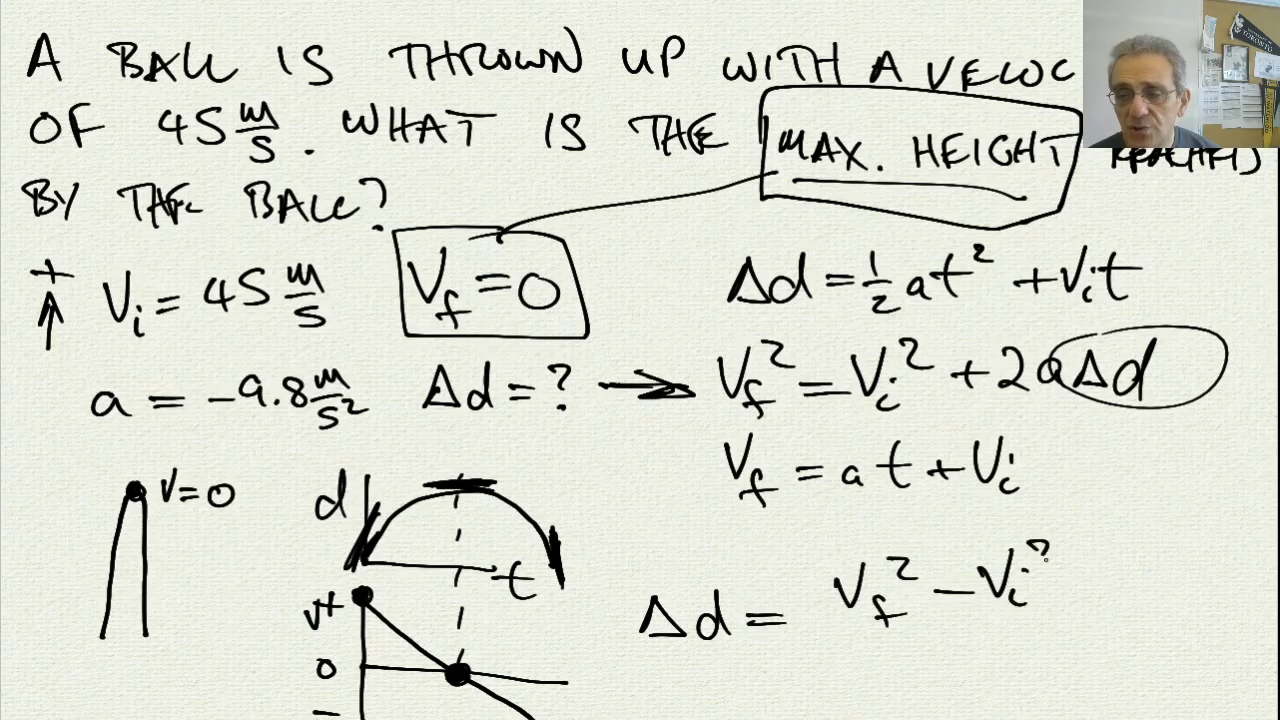 A BALL IS THROWN UP WITH A VELOC
OF 45 m/s. WHAT IS THE MAX. HEIGHT
BY THE BALL?
+ Vi = 45 m/s
Vf = 0
Δd = ½at² + Vit
a = -9.8 m/s²
Δd = ?
Vf² = Vi² + 2aΔd
Vf = at + Vi
V=0
d
t
Δd = Vf² - Vi²
v+
0
-
TORONTO